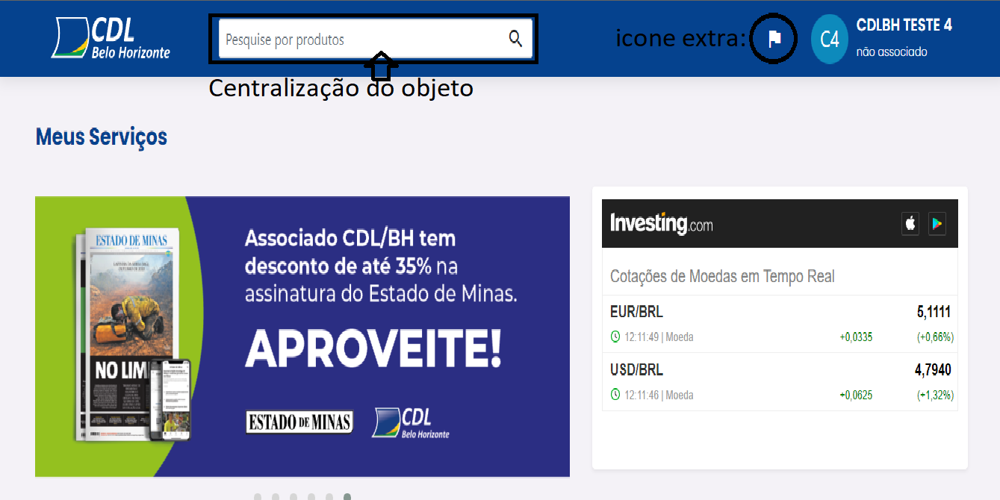 CDL
Belo Horizonte
Pesquise por produtos
icone extra:
C4
CDLBH TESTE 4
não associado
Centralização do objeto
Meus Serviços
ESTADO DE MINAS
NO LIM
Associado CDL/BH tem
desconto de até 35% na
assinatura do Estado de Minas.
APROVEITE!
ESTADO DE MINAS
CDL
Belo Horizonte
Investing.com
Cotações de Moedas em Tempo Real
EUR/BRL 5,1111
12:11:49 | Moeda +0,0335 (+0,66%)
USD/BRL 4,7940
12:11:46 | Moeda +0,0625 (+1,32%)